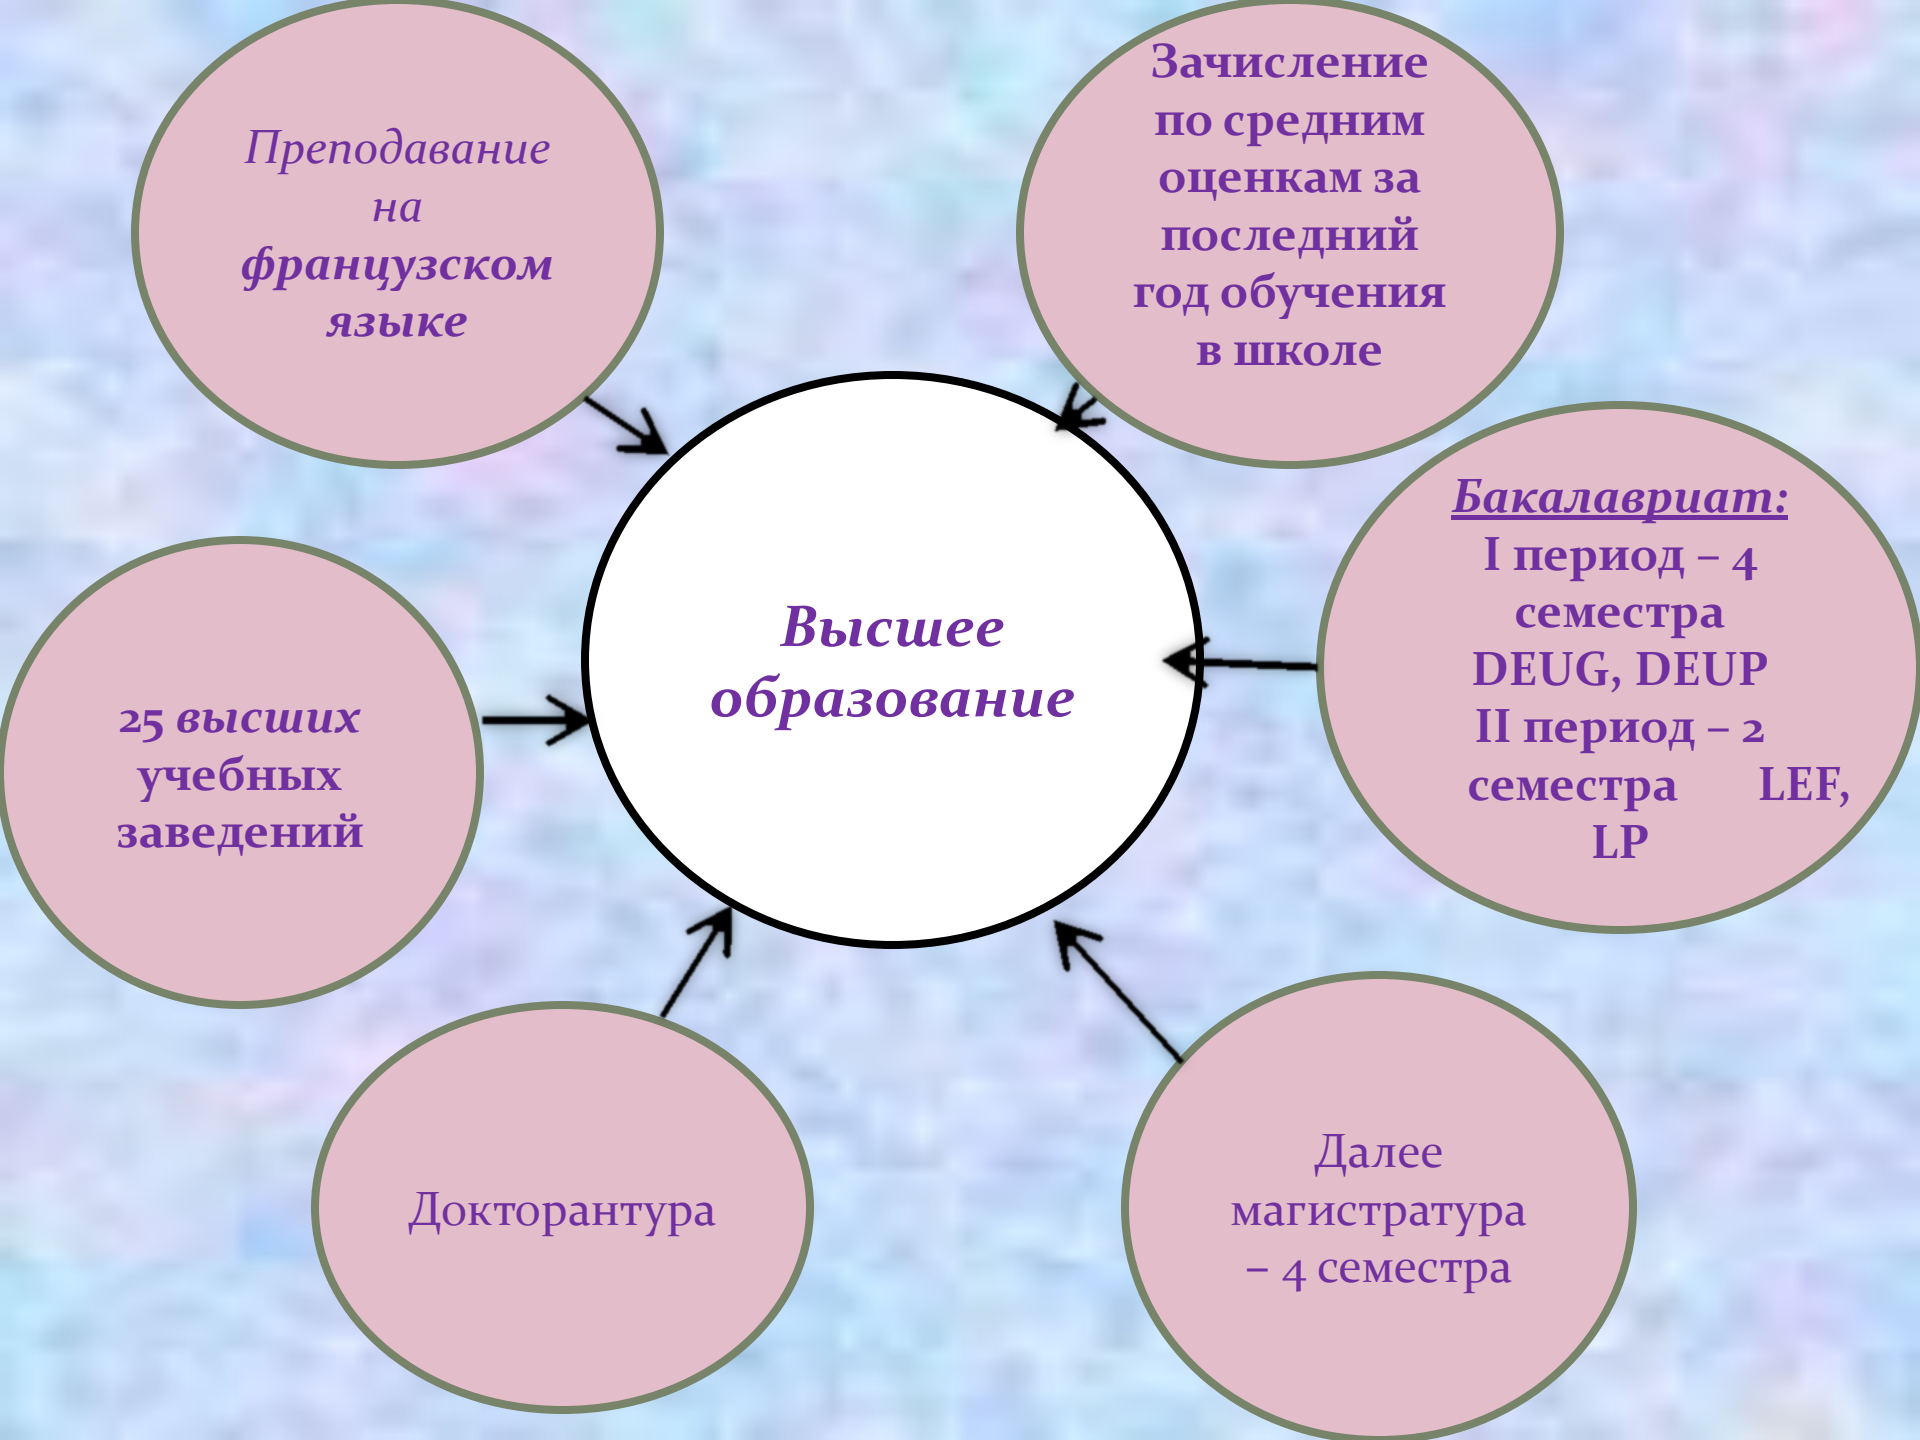 Преподавание
на
французском
языке
Зачисление
по средним
оценкам за
последний
год обучения
в школе
Высшее
образование
Бакалавриат:
I период – 4
семестра
DEUG, DEUP
II период – 2
семестра LEF,
LP
25 высших
учебных
заведений
Докторантура
Далее
магистратура
– 4 семестра